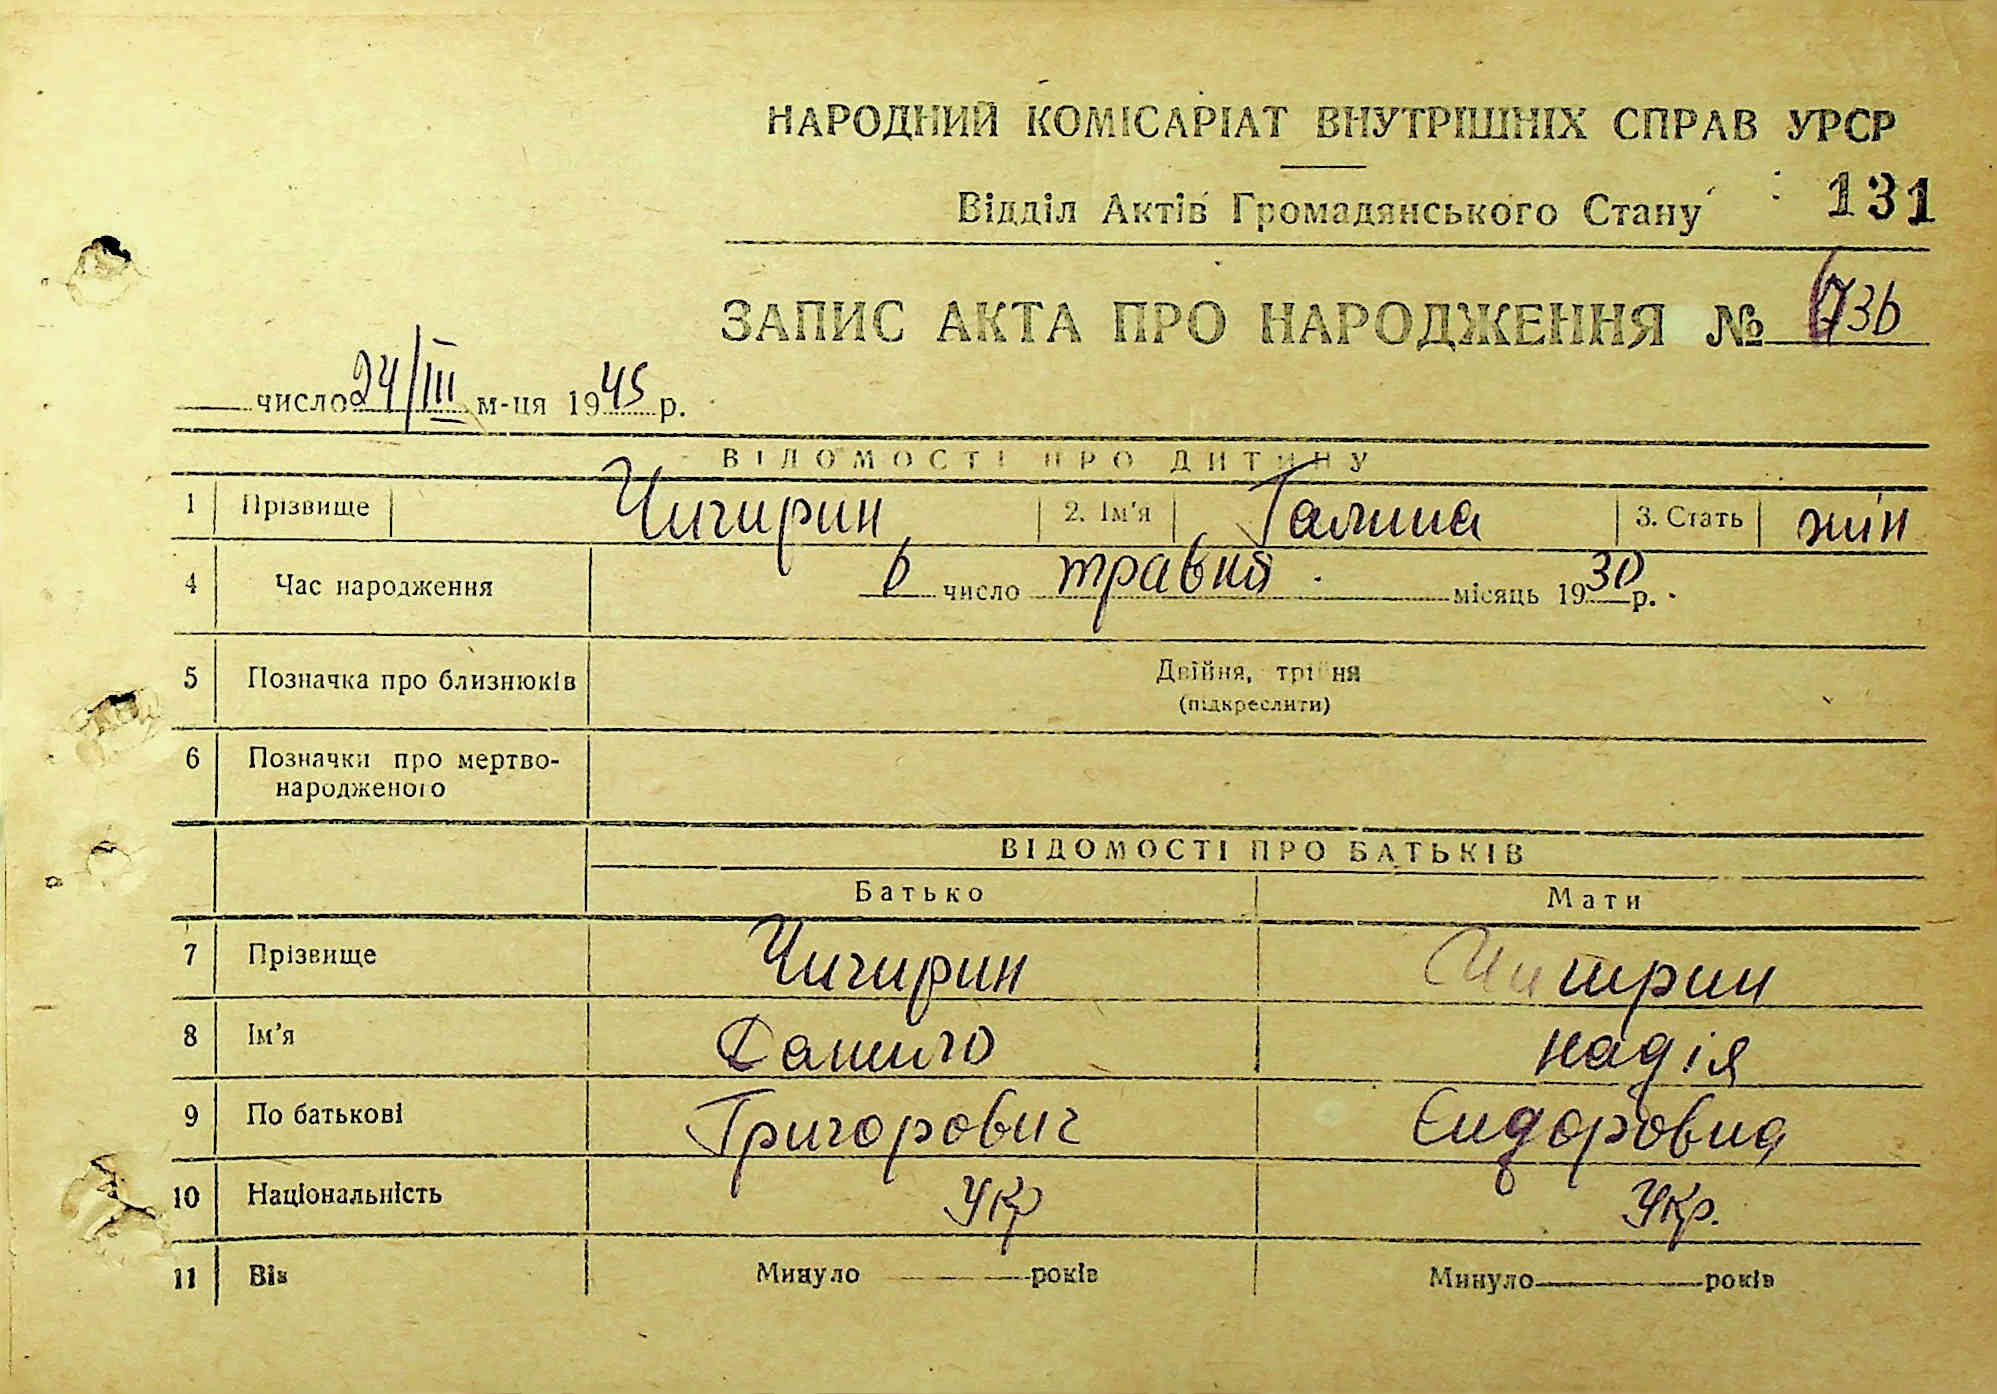 НАРОДНИЙ КОМІСАРІАТ ВНУТРІШНІХ СПРАВ УРСР
Відділ Актів Громадянського Стану 131
ЗАПИС АКТА ПРО НАРОДЖЕННЯ №
число 24/III м-ця 1945 р.
ВІДОМОСТІ ПРО ДИТИНУ
1 Прізвище Чигирин 2. Ім'я Галина 3. Стать жін
4 Час народження 6 число травня місяць 1930 р.
5 Позначка про близнюків Двійня, трійня
(підкреслити)
6 Позначки про мертво-
народженого
ВІДОМОСТІ ПРО БАТЬКІВ
Батько Мати
7 Прізвище Чигирин Чигирин
8 Ім'я Данило Надія
9 По батькові Григорович
10 Національність Укр Укр.
11 Вік Минуло років Минуло років